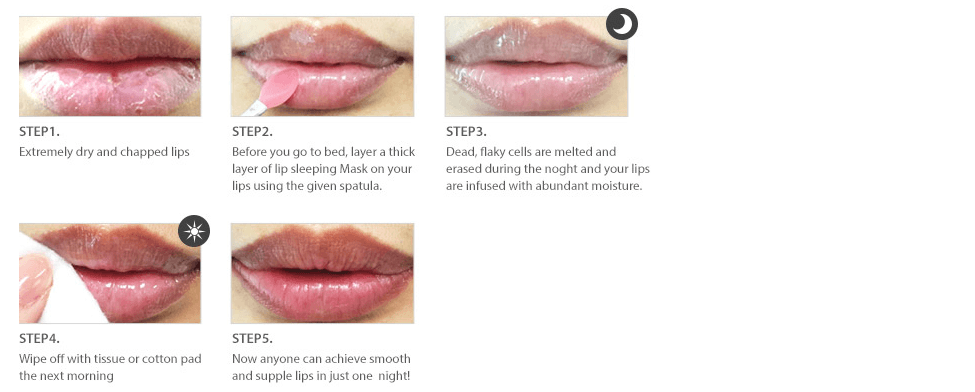 STEP1.
Extremely dry and chapped lips
STEP2.
Before you go to bed, layer a thick
layer of lip sleeping Mask on your
lips using the given spatula.
STEP3.
Dead, flaky cells are melted and
erased during the noght and your lips
are infused with abundant moisture.
STEP4.
Wipe off with tissue or cotton pad
the next morning
STEP5.
Now anyone can achieve smooth
and supple lips in just one  night!